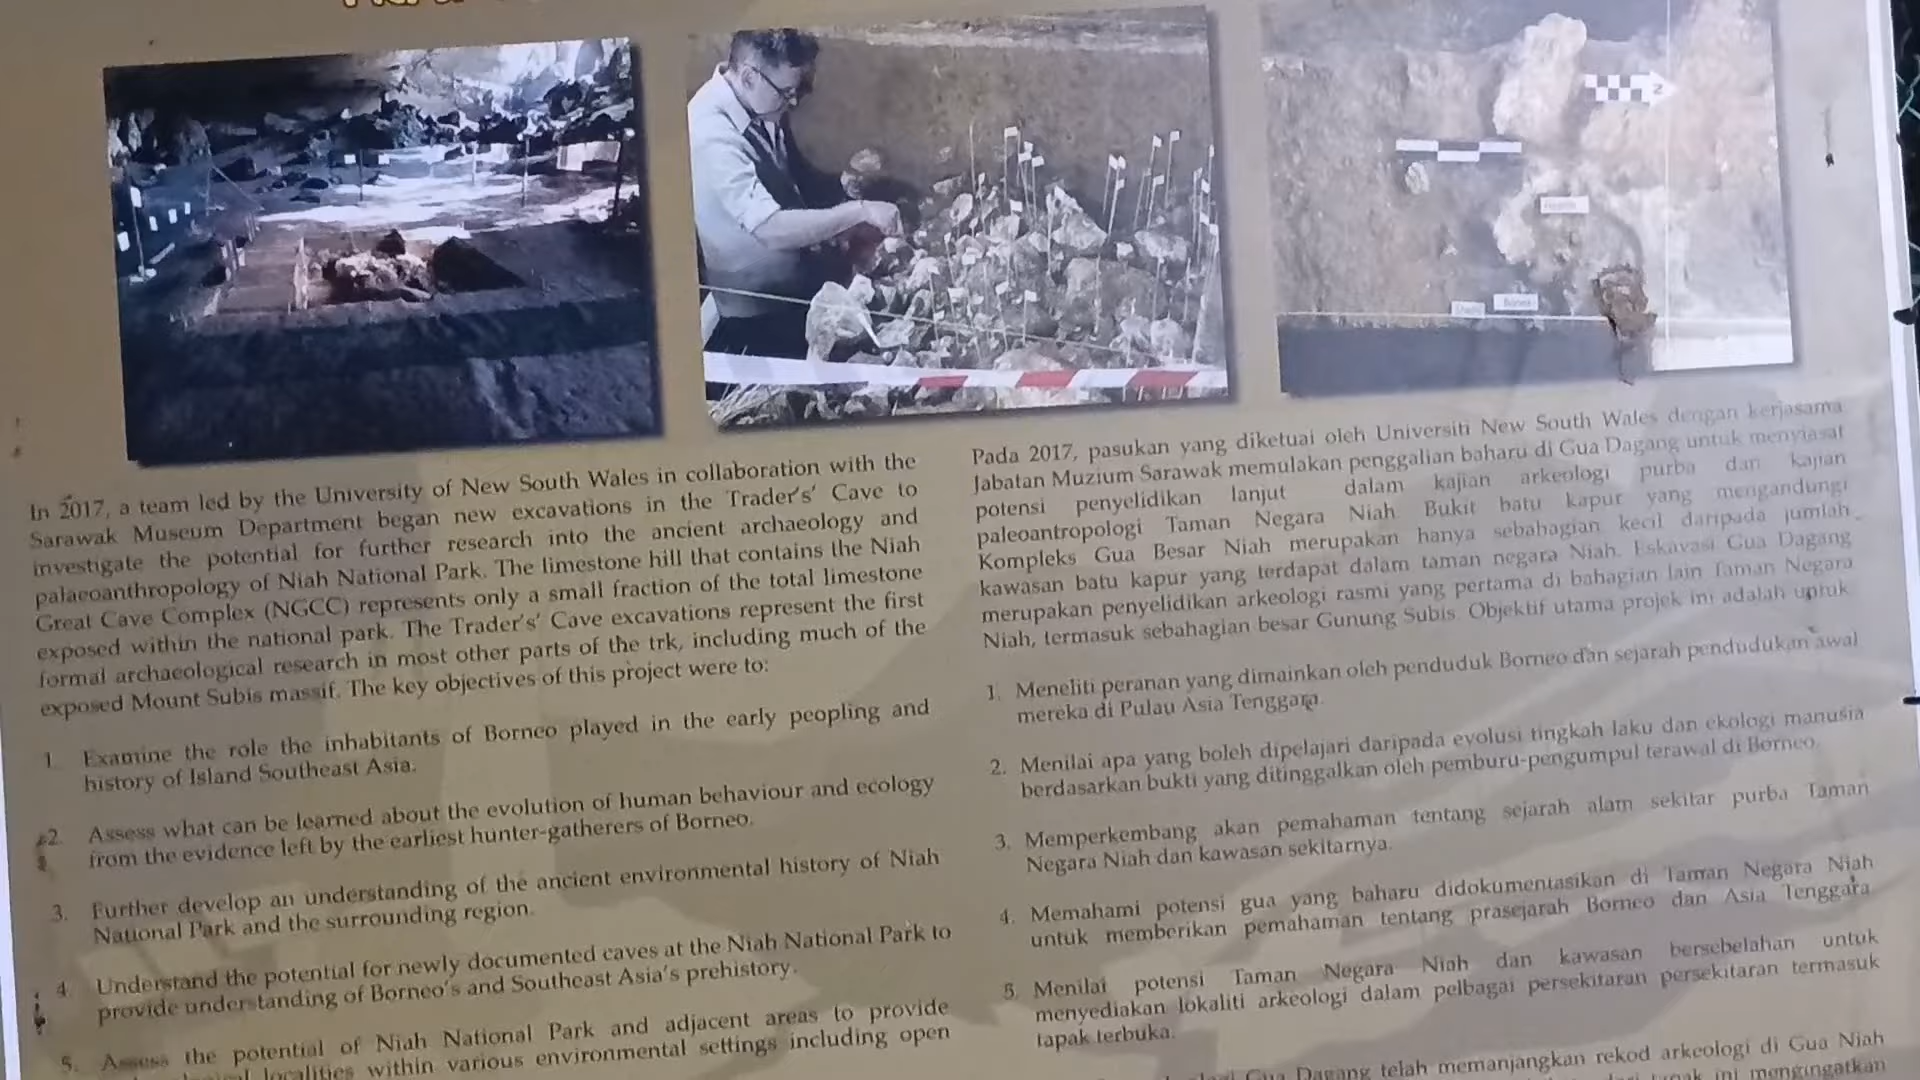 In 2017, a team led by the University of New South Wales in collaboration with the
Sarawak Museum Department began new excavations in the Trader's' Cave to
investigate the potential for further research into the ancient archaeology and
palaeoanthropology of Niah National Park. The limestone hill that contains the Niah
Great Cave Complex (NGCC) represents only a small fraction of the total limestone
exposed within the national park. The Trader's' Cave excavations represent the first
formal archaeological research in most other parts of the trk, including much of the
exposed Mount Subis massif. The key objectives of this project were to:
1. Examine the role the inhabitants of Borneo played in the early peopling and
history of Island Southeast Asia.
2. Assess what can be learned about the evolution of human behaviour and ecology
from the evidence left by the earliest hunter-gatherers of Borneo.
3. Further develop an understanding of the ancient environmental history of Niah
National Park and the surrounding region.
4. Understand the potential for newly documented caves at the Niah National Park to
provide understanding of Borneo's and Southeast Asia's prehistory.
5. Assess the potential of Niah National Park and adjacent areas to provide
localities within various environmental settings including open
Pada 2017, pasukan yang diketuai oleh Universiti New South Wales dengan kerjasama
Jabatan Muzium Sarawak memulakan penggalian baharu di Gua Dagang untuk menyiasat
potensi penyelidikan lanjut dalam kajian arkeologi purba dan kajian
paleoantropologi Taman Negara Niah. Bukit batu kapur yang mengandungi
Kompleks Gua Besar Niah merupakan hanya sebahagian kecil daripada jumlah
kawasan batu kapur yang terdapat dalam taman negara Niah. Eskavasi Gua Dagang
merupakan penyelidikan arkeologi rasmi yang pertama di bahagian lain Taman Negara
Niah, termasuk sebahagian besar Gunung Subis. Objektif utama projek ini adalah untuk
1. Meneliti peranan yang dimainkan oleh penduduk Borneo dan sejarah pendudukan awal
mereka di Pulau Asia Tenggara.
2. Menilai apa yang boleh dipelajari daripada evolusi tingkah laku dan ekologi manusia
berdasarkan bukti yang ditinggalkan oleh pemburu-pengumpul terawal di Borneo.
3. Memperkembang akan pemahaman tentang sejarah alam sekitar purba Taman
Negara Niah dan kawasan sekitarnya.
4. Memahami potensi gua yang baharu didokumentasikan di Taman Negara Niah
untuk memberikan pemahaman tentang prasejarah Borneo dan Asia Tenggara
5. Menilai potensi Taman Negara Niah dan kawasan bersebelahan untuk
menyediakan lokaliti arkeologi dalam pelbagai persekitaran persekitaran termasuk
tapak terbuka.
Gua Dagang telah memanjangkan rekod arkeologi di Gua Niah
ini mengingatkan